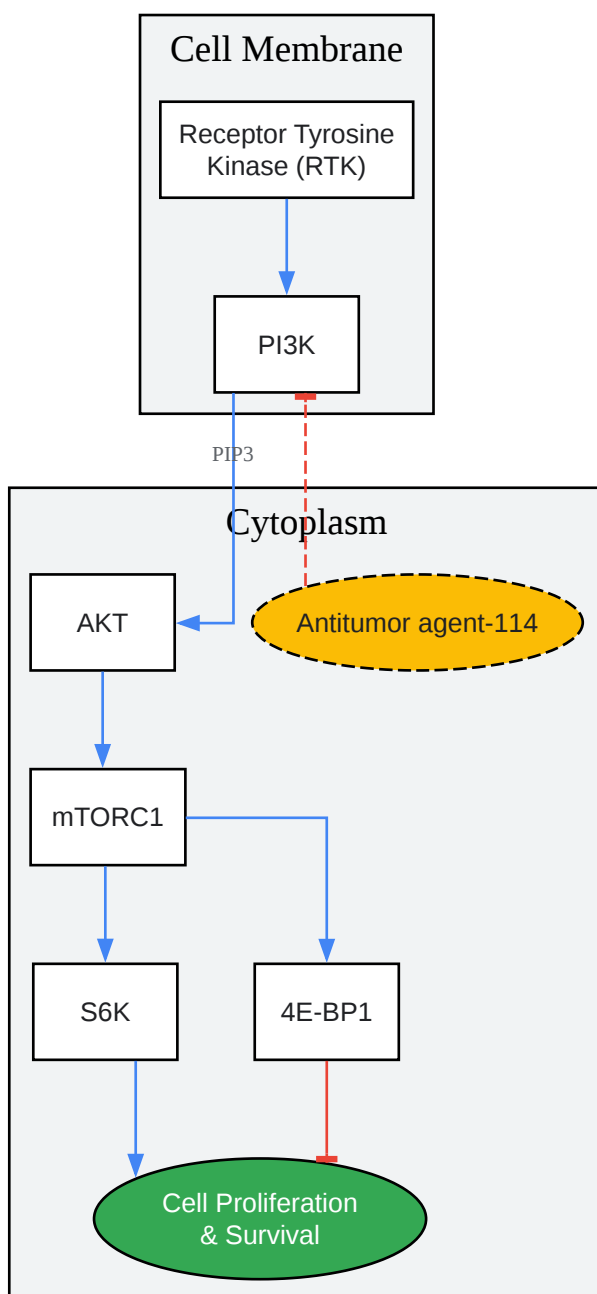 Cell Membrane
Receptor Tyrosine
Kinase (RTK)
PI3K
PIP3
Cytoplasm
AKT
Antitumor agent-114
mTORC1
S6K
4E-BP1
Cell Proliferation
& Survival